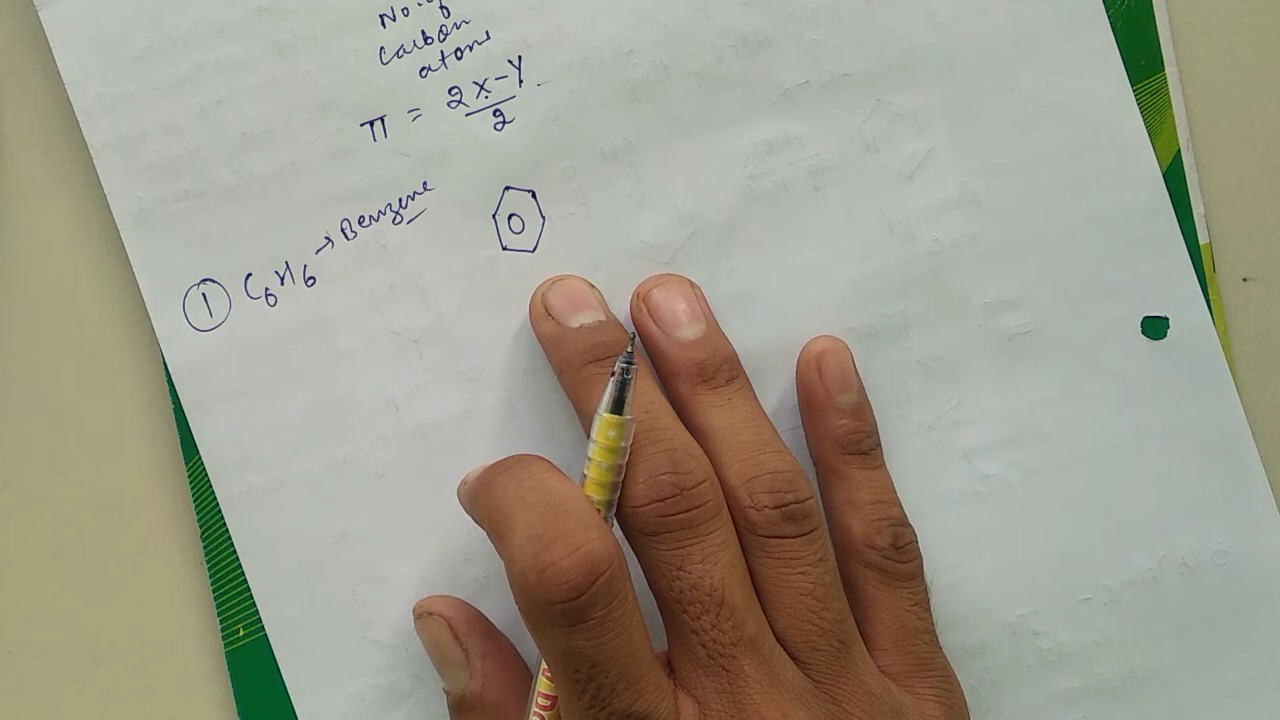 No. of
Carbon
atoms
π = 2x-y
2
① C6H6 → Benzene